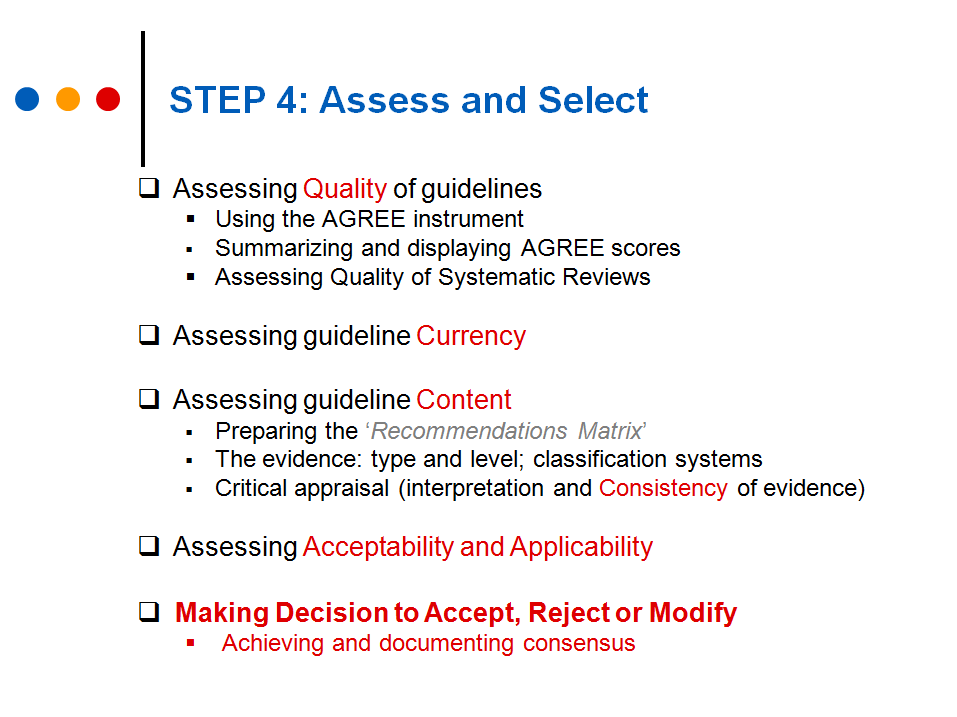 STEP 4: Assess and Select
Assessing Quality of guidelines
Using the AGREE instrument
Summarizing and displaying AGREE scores
Assessing Quality of Systematic Reviews
Assessing guideline Currency
Assessing guideline Content
Preparing the ‘Recommendations Matrix’
The evidence: type and level; classification systems
Critical appraisal (interpretation and Consistency of evidence)
Assessing Acceptability and Applicability
Making Decision to Accept, Reject or Modify
Achieving and documenting consensus